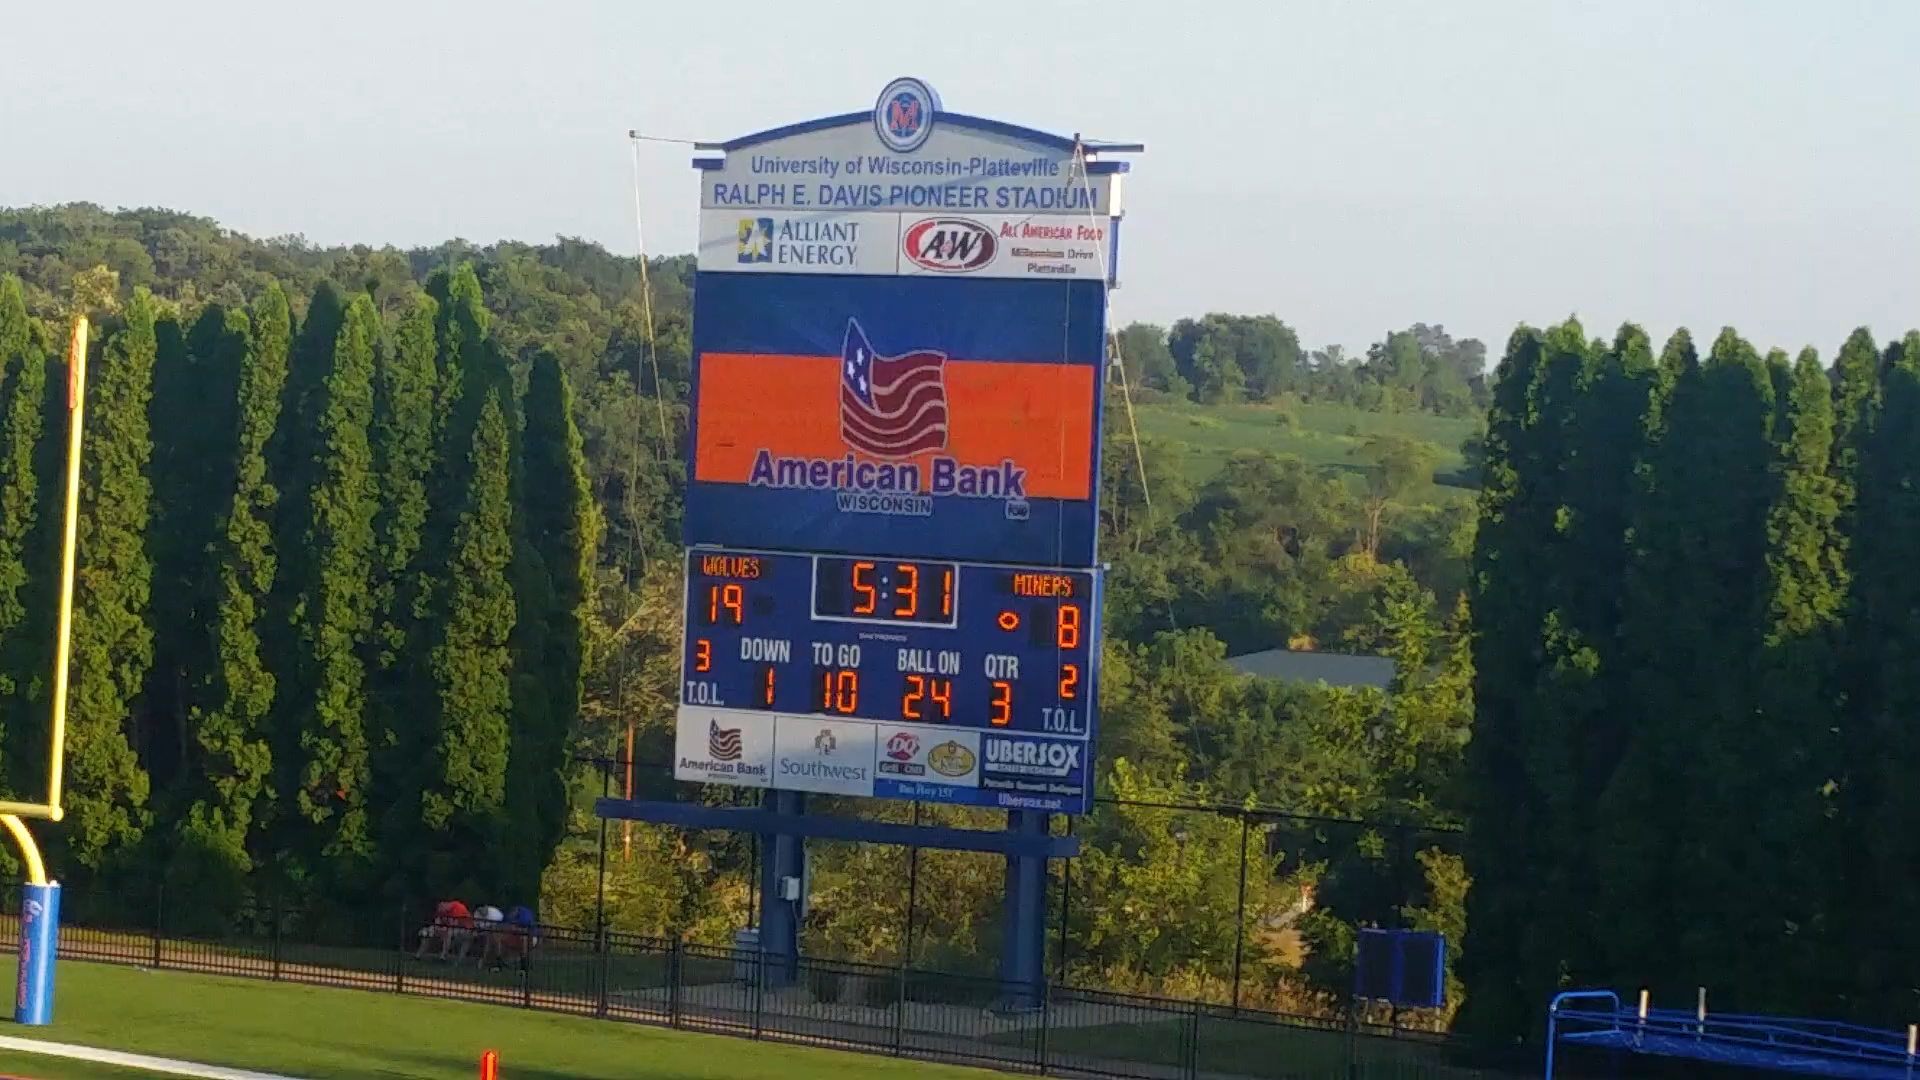 M
University of Wisconsin-Platteville
RALPH E. DAVIS PIONEER STADIUM
ALLIANT
ENERGY
A&W
ALL AMERICAN FOOD
Millennium Drive
Platteville
American Bank
WISCONSIN
WOLVES
5:31
MINERS
19
8
3
DOWN
TO GO
BALL ON
QTR
2
T.O.L.
1
10
24
3
T.O.L.
American Bank
Southwest
DQ
UBERSOX
Ubersox.net